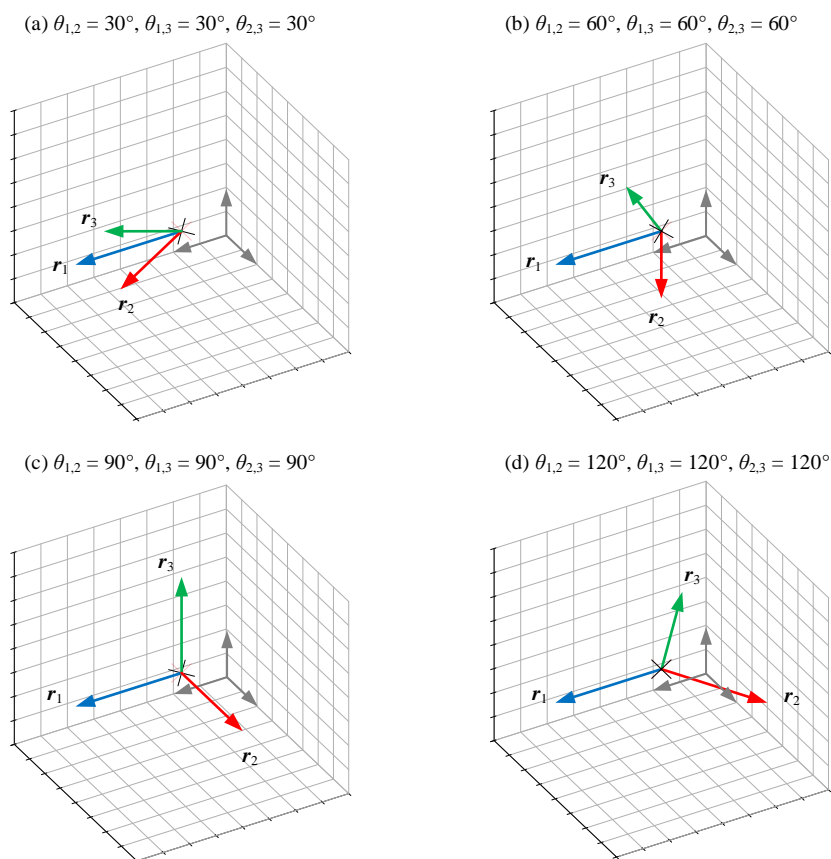 (a) θ1,2 = 30°, θ1,3 = 30°, θ2,3 = 30°
(b) θ1,2 = 60°, θ1,3 = 60°, θ2,3 = 60°
r3
r1
r2
r3
r1
r2
(c) θ1,2 = 90°, θ1,3 = 90°, θ2,3 = 90°
(d) θ1,2 = 120°, θ1,3 = 120°, θ2,3 = 120°
r3
r1
r2
r3
r1
r2